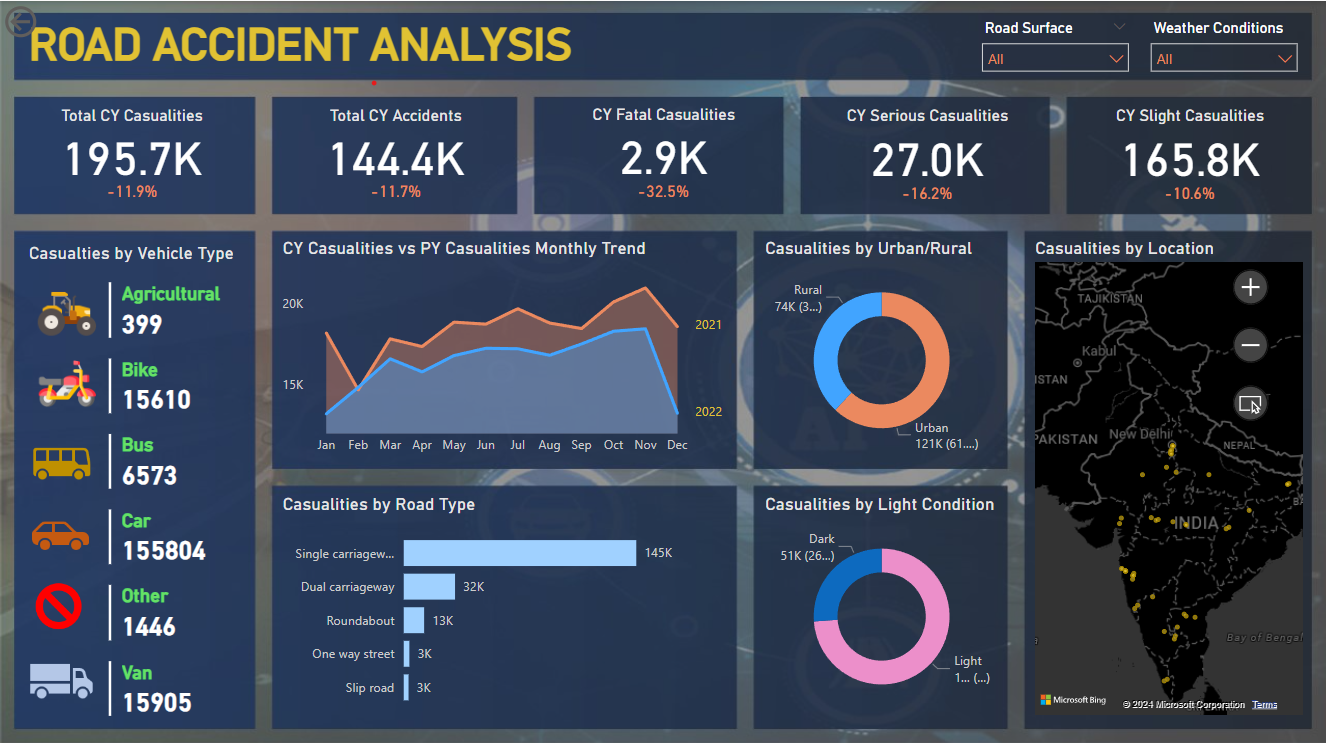 ROAD ACCIDENT ANALYSIS
Road Surface
All
Weather Conditions
All
Total CY Casualities
195.7K
-11.9%
Total CY Accidents
144.4K
-11.7%
CY Fatal Casualities
2.9K
-32.5%
CY Serious Casualities
27.0K
-16.2%
CY Slight Casualities
165.8K
-10.6%
Casualties by Vehicle Type
Agricultural
399
Bike
15610
Bus
6573
Car
155804
Other
1446
Van
15905
CY Casualities vs PY Casualities Monthly Trend
20K
15K
2021
2022
Jan Feb Mar Apr May Jun Jul Aug Sep Oct Nov Dec
Casualities by Road Type
Single carriagew... 145K
Dual carriageway 32K
Roundabout 13K
One way street 3K
Slip road 3K
Casualities by Urban/Rural
Rural
74K (3...)
Urban
121K (61....)
Casualities by Light Condition
Dark
51K (26...)
Light
1... (...)
Casualities by Location
TAJIKISTAN
Kabul
ISTAN
PAKISTAN
New Delhi
NEPAL
BA
INDIA
Bay of Bengal
Microsoft Bing
© 2024 Microsoft Corporation Terms